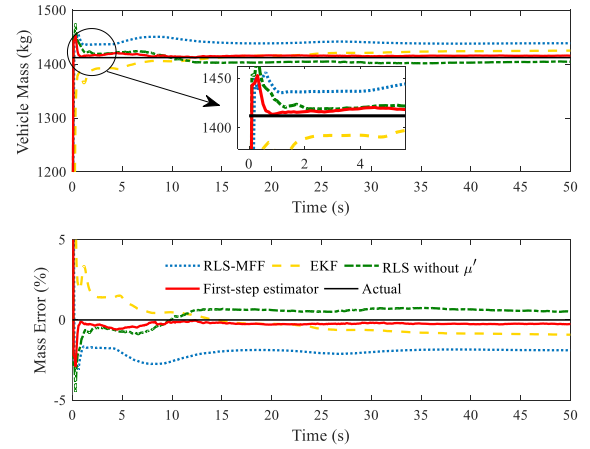 1500
1400
1300
1200
Vehicle Mass (kg)
1450
1400
0 2 4
0 5 10 15 20 25 30 35 40 45 50
Time (s)
5
0
-5
Mass Error (%)
RLS-MFF EKF RLS without μ′
First-step estimator Actual
0 5 10 15 20 25 30 35 40 45 50
Time (s)